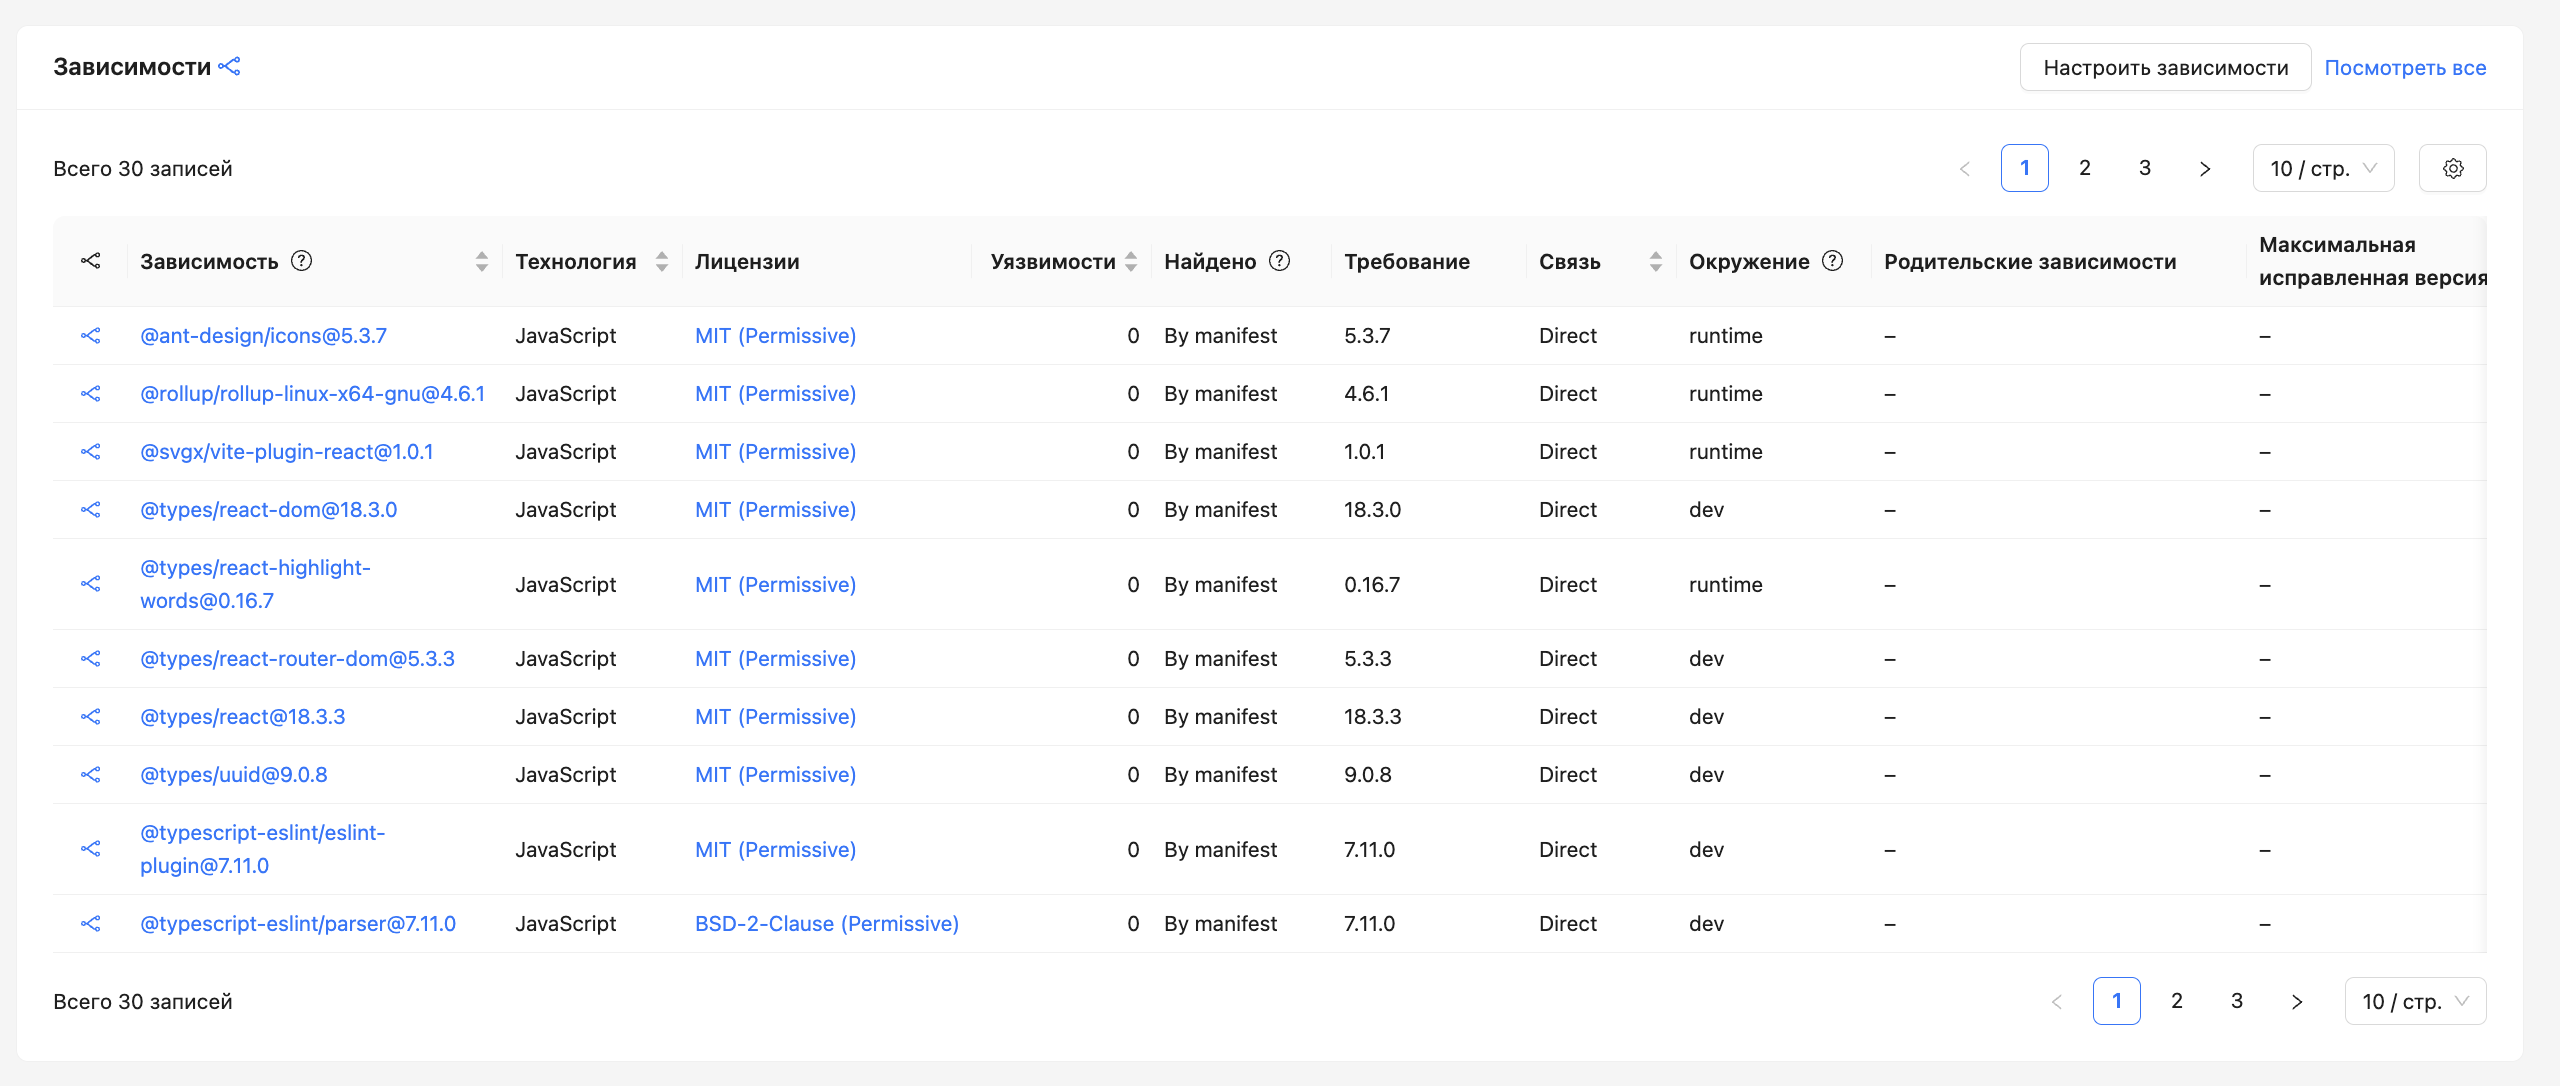 Зависимости
Настроить зависимости Посмотреть все
Всего 30 записей
1 2 3 10 / стр.
Зависимость Технология Лицензии Уязвимости Найдено Требование Связь Окружение Родительские зависимости Максимальная
исправленная версия
@ant-design/icons@5.3.7 JavaScript MIT (Permissive) 0 By manifest 5.3.7 Direct runtime – –
@rollup/rollup-linux-x64-gnu@4.6.1 JavaScript MIT (Permissive) 0 By manifest 4.6.1 Direct runtime – –
@svgx/vite-plugin-react@1.0.1 JavaScript MIT (Permissive) 0 By manifest 1.0.1 Direct runtime – –
@types/react-dom@18.3.0 JavaScript MIT (Permissive) 0 By manifest 18.3.0 Direct dev – –
@types/react-highlight-
words@0.16.7 JavaScript MIT (Permissive) 0 By manifest 0.16.7 Direct runtime – –
@types/react-router-dom@5.3.3 JavaScript MIT (Permissive) 0 By manifest 5.3.3 Direct dev – –
@types/react@18.3.3 JavaScript MIT (Permissive) 0 By manifest 18.3.3 Direct dev – –
@types/uuid@9.0.8 JavaScript MIT (Permissive) 0 By manifest 9.0.8 Direct dev – –
@typescript-eslint/eslint-
plugin@7.11.0 JavaScript MIT (Permissive) 0 By manifest 7.11.0 Direct dev – –
@typescript-eslint/parser@7.11.0 JavaScript BSD-2-Clause (Permissive) 0 By manifest 7.11.0 Direct dev – –
Всего 30 записей
1 2 3 10 / стр.